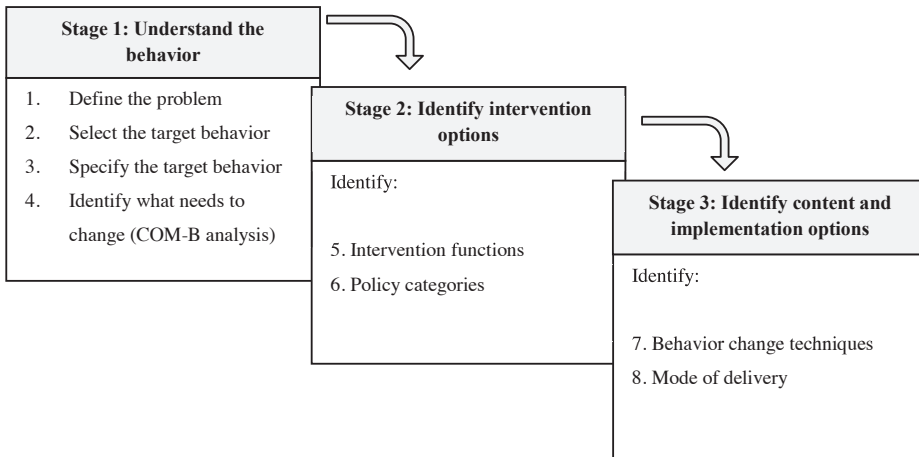 Stage 1: Understand the
behavior
1. Define the problem
2. Select the target behavior
3. Specify the target behavior
4. Identify what needs to
change (COM-B analysis)
Stage 2: Identify intervention
options
Identify:
5. Intervention functions
6. Policy categories
Stage 3: Identify content and
implementation options
Identify:
7. Behavior change techniques
8. Mode of delivery